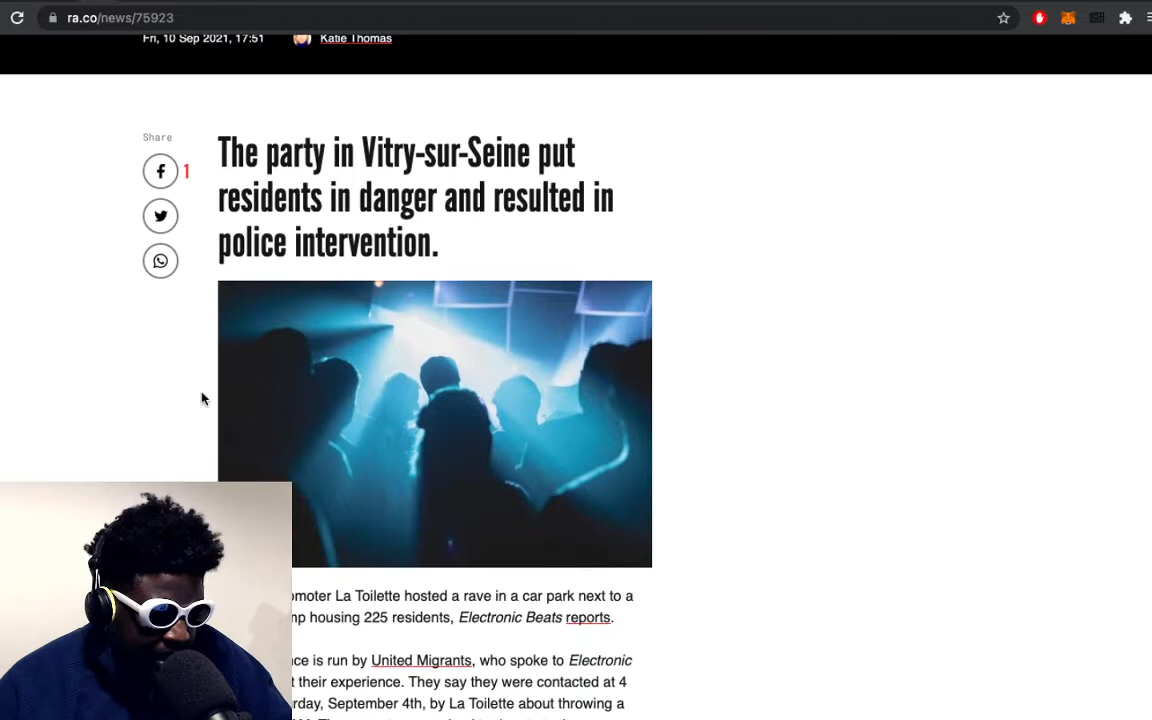 ra.co/news/75923
Fri, 10 Sep 2021, 17:51 Katie Thomas
Share
1
The party in Vitry-sur-Seine put
residents in danger and resulted in
police intervention.
moter La Toilette hosted a rave in a car park next to a
mp housing 225 residents, Electronic Beats reports.
ce is run by United Migrants, who spoke to Electronic
t their experience. They say they were contacted at 4
rday, September 4th, by La Toilette about throwing a